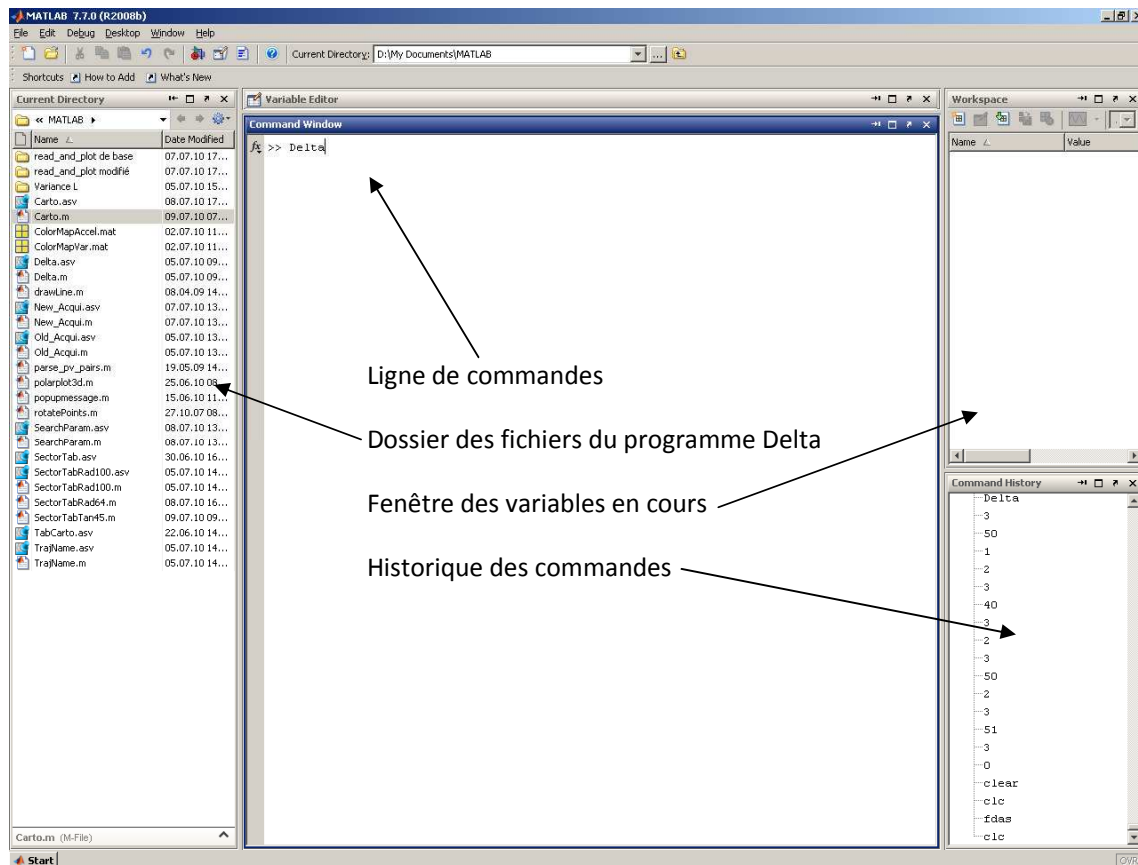 MATLAB 7.7.0 (R2008b)
File Edit Debug Desktop Window Help
Current Directory: D:\My Documents\MATLAB
Shortcuts How to Add What's New
Current Directory
« MATLAB
Name Date Modified
read_and_plot de base 07.07.10 17...
read_and_plot modifié 07.07.10 17...
Variance L 05.07.10 15...
Carto.asv 08.07.10 17...
Carto.m 09.07.10 07...
ColorMapAccel.mat 02.07.10 11...
ColorMapVar.mat 02.07.10 11...
Delta.asv 05.07.10 09...
Delta.m 05.07.10 09...
drawLine.m 08.04.09 14...
New_Acqui.asv 07.07.10 13...
New_Acqui.m 07.07.10 13...
Old_Acqui.asv 05.07.10 13...
Old_Acqui.m 05.07.10 13...
parse_pv_pairs.m 19.05.09 14...
polarplot3d.m 25.06.10 08...
popupmessage.m 15.06.10 11...
rotatePoints.m 27.10.07 08...
SearchParam.asv 08.07.10 13...
SearchParam.m 08.07.10 13...
SectorTab.asv 30.06.10 16...
SectorTabRad100.asv 05.07.10 14...
SectorTabRad100.m 05.07.10 14...
SectorTabRad64.m 08.07.10 16...
SectorTabTan45.m 09.07.10 09...
TabCarto.asv 22.06.10 14...
TrajName.asv 05.07.10 14...
TrajName.m 05.07.10 14...
Carto.m (M-File)
Start
Variable Editor
Command Window
fx >> Delta
Ligne de commandes
Dossier des fichiers du programme Delta
Fenêtre des variables en cours
Historique des commandes
Workspace
Name Value
Command History
Delta
3
50
1
2
3
40
3
2
3
50
2
3
51
3
0
clear
clc
fdas
clc
OVR